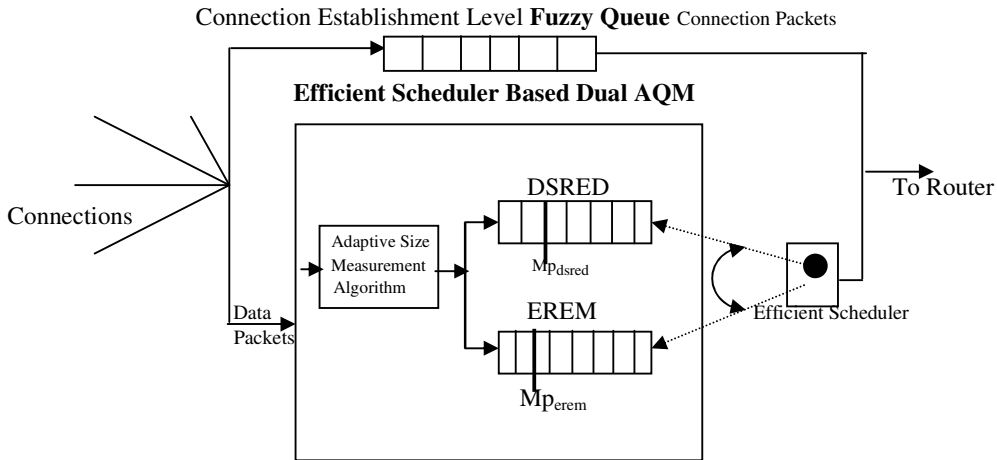 Connection Establishment Level Fuzzy Queue Connection Packets
Efficient Scheduler Based Dual AQM
Connections
To Router
DSRED
Mpdsred
Adaptive Size
Measurement
Algorithm
Data
Packets
EREM
Mperem
Efficient Scheduler